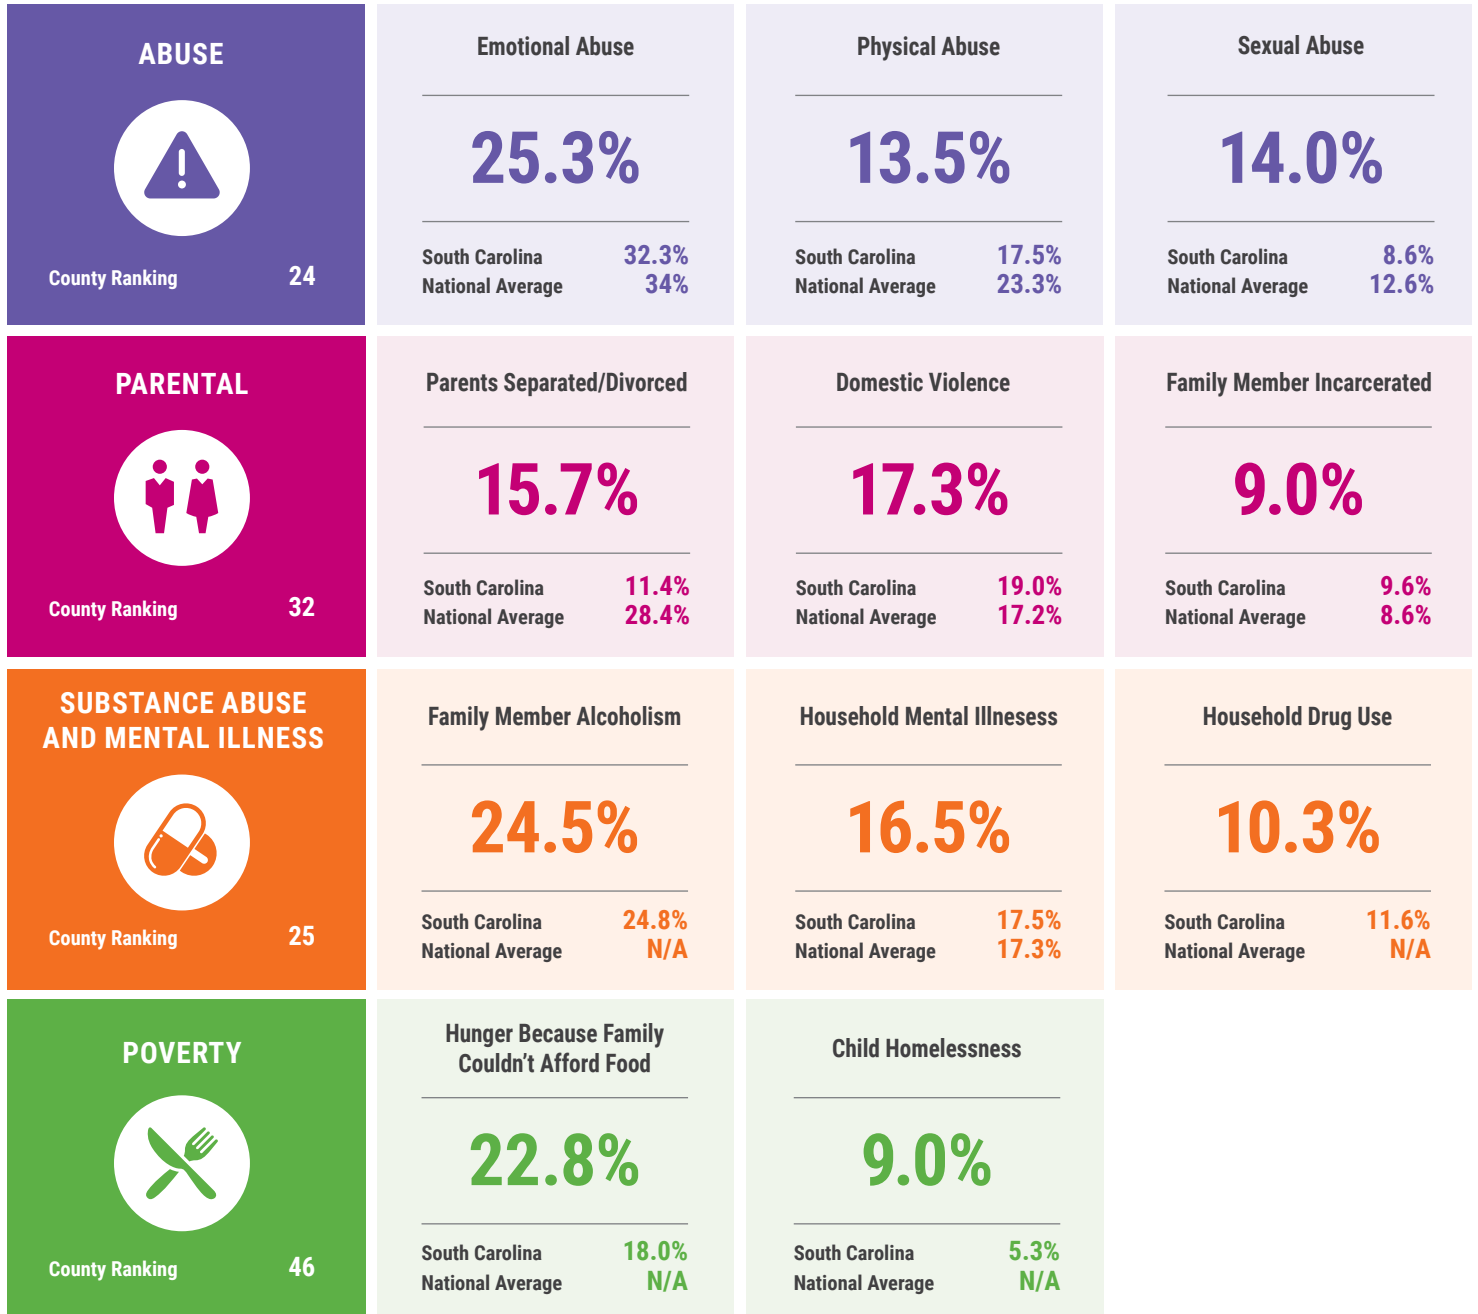 ABUSE
County Ranking 24
Emotional Abuse
25.3%
South Carolina 32.3%
National Average 34%
Physical Abuse
13.5%
South Carolina 17.5%
National Average 23.3%
Sexual Abuse
14.0%
South Carolina 8.6%
National Average 12.6%
PARENTAL
County Ranking 32
Parents Separated/Divorced
15.7%
South Carolina 11.4%
National Average 28.4%
Domestic Violence
17.3%
South Carolina 19.0%
National Average 17.2%
Family Member Incarcerated
9.0%
South Carolina 9.6%
National Average 8.6%
SUBSTANCE ABUSE
AND MENTAL ILLNESS
County Ranking 25
Family Member Alcoholism
24.5%
South Carolina 24.8%
National Average N/A
Household Mental Illnesess
16.5%
South Carolina 17.5%
National Average 17.3%
Household Drug Use
10.3%
South Carolina 11.6%
National Average N/A
POVERTY
County Ranking 46
Hunger Because Family
Couldn’t Afford Food
22.8%
South Carolina 18.0%
National Average N/A
Child Homelessness
9.0%
South Carolina 5.3%
National Average N/A